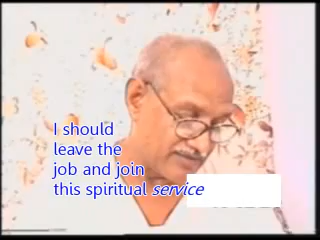 I should
leave the
job and join
this spiritual service